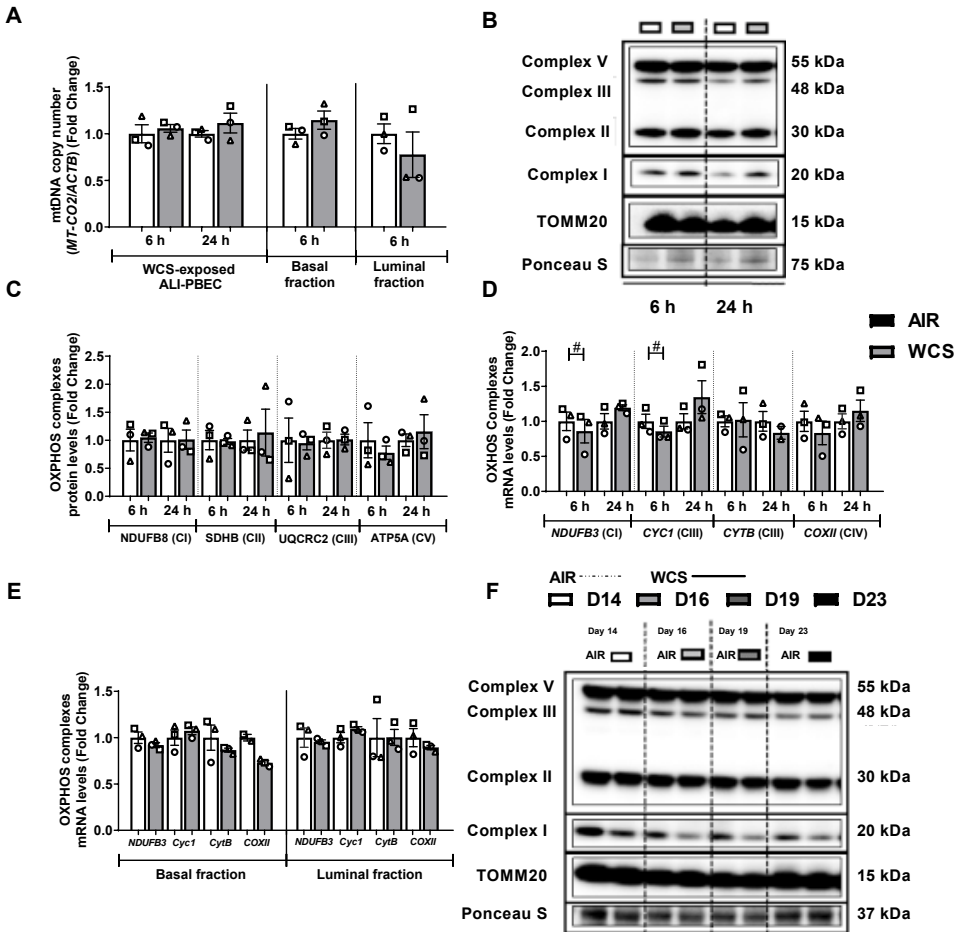 A
1.5
1.0
0.5
0.0
mtDNA copy number
(MT-CO2/ACTB) (Fold Change)
6 h 24 h 6 h 6 h
WCS-exposed
ALI-PBEC
Basal
fraction
Luminal
fraction
B
Complex V 55 kDa
Complex III 48 kDa
Complex II 30 kDa
Complex I 20 kDa
TOMM20 15 kDa
Ponceau S 75 kDa
6 h 24 h
C
2.5
2.0
1.5
1.0
0.5
0.0
OXPHOS complexes
protein levels (Fold Change)
6 h 24 h 6 h 24 h 6 h 24 h 6 h 24 h
NDUFB8 (CI) SDHB (CII) UQCRC2 (CIII) ATP5A (CV)
D
AIR
WCS
2.0
1.5
1.0
0.5
0.0
OXHOS complexes
mRNA levels (Fold Change)
# #
6 h 24 h 6 h 24 h 6 h 24 h 6 h 24 h
NDUFB3 (CI) CYC1 (CIII) CYTB (CIII) COXII (CIV)
E
1.5
1.0
0.5
0.0
OXPHOS complexes
mRNA levels (Fold Change)
NDUFB3 Cyc1 CytB COXII NDUFB3 Cyc1 CytB COXII
Basal fraction Luminal fraction
AIR WCS
D14 D16 D19 D23
F
Day 14 Day 16 Day 19 Day 23
AIR AIR AIR AIR
Complex V 55 kDa
Complex III 48 kDa
Complex II 30 kDa
Complex I 20 kDa
TOMM20 15 kDa
Ponceau S 37 kDa